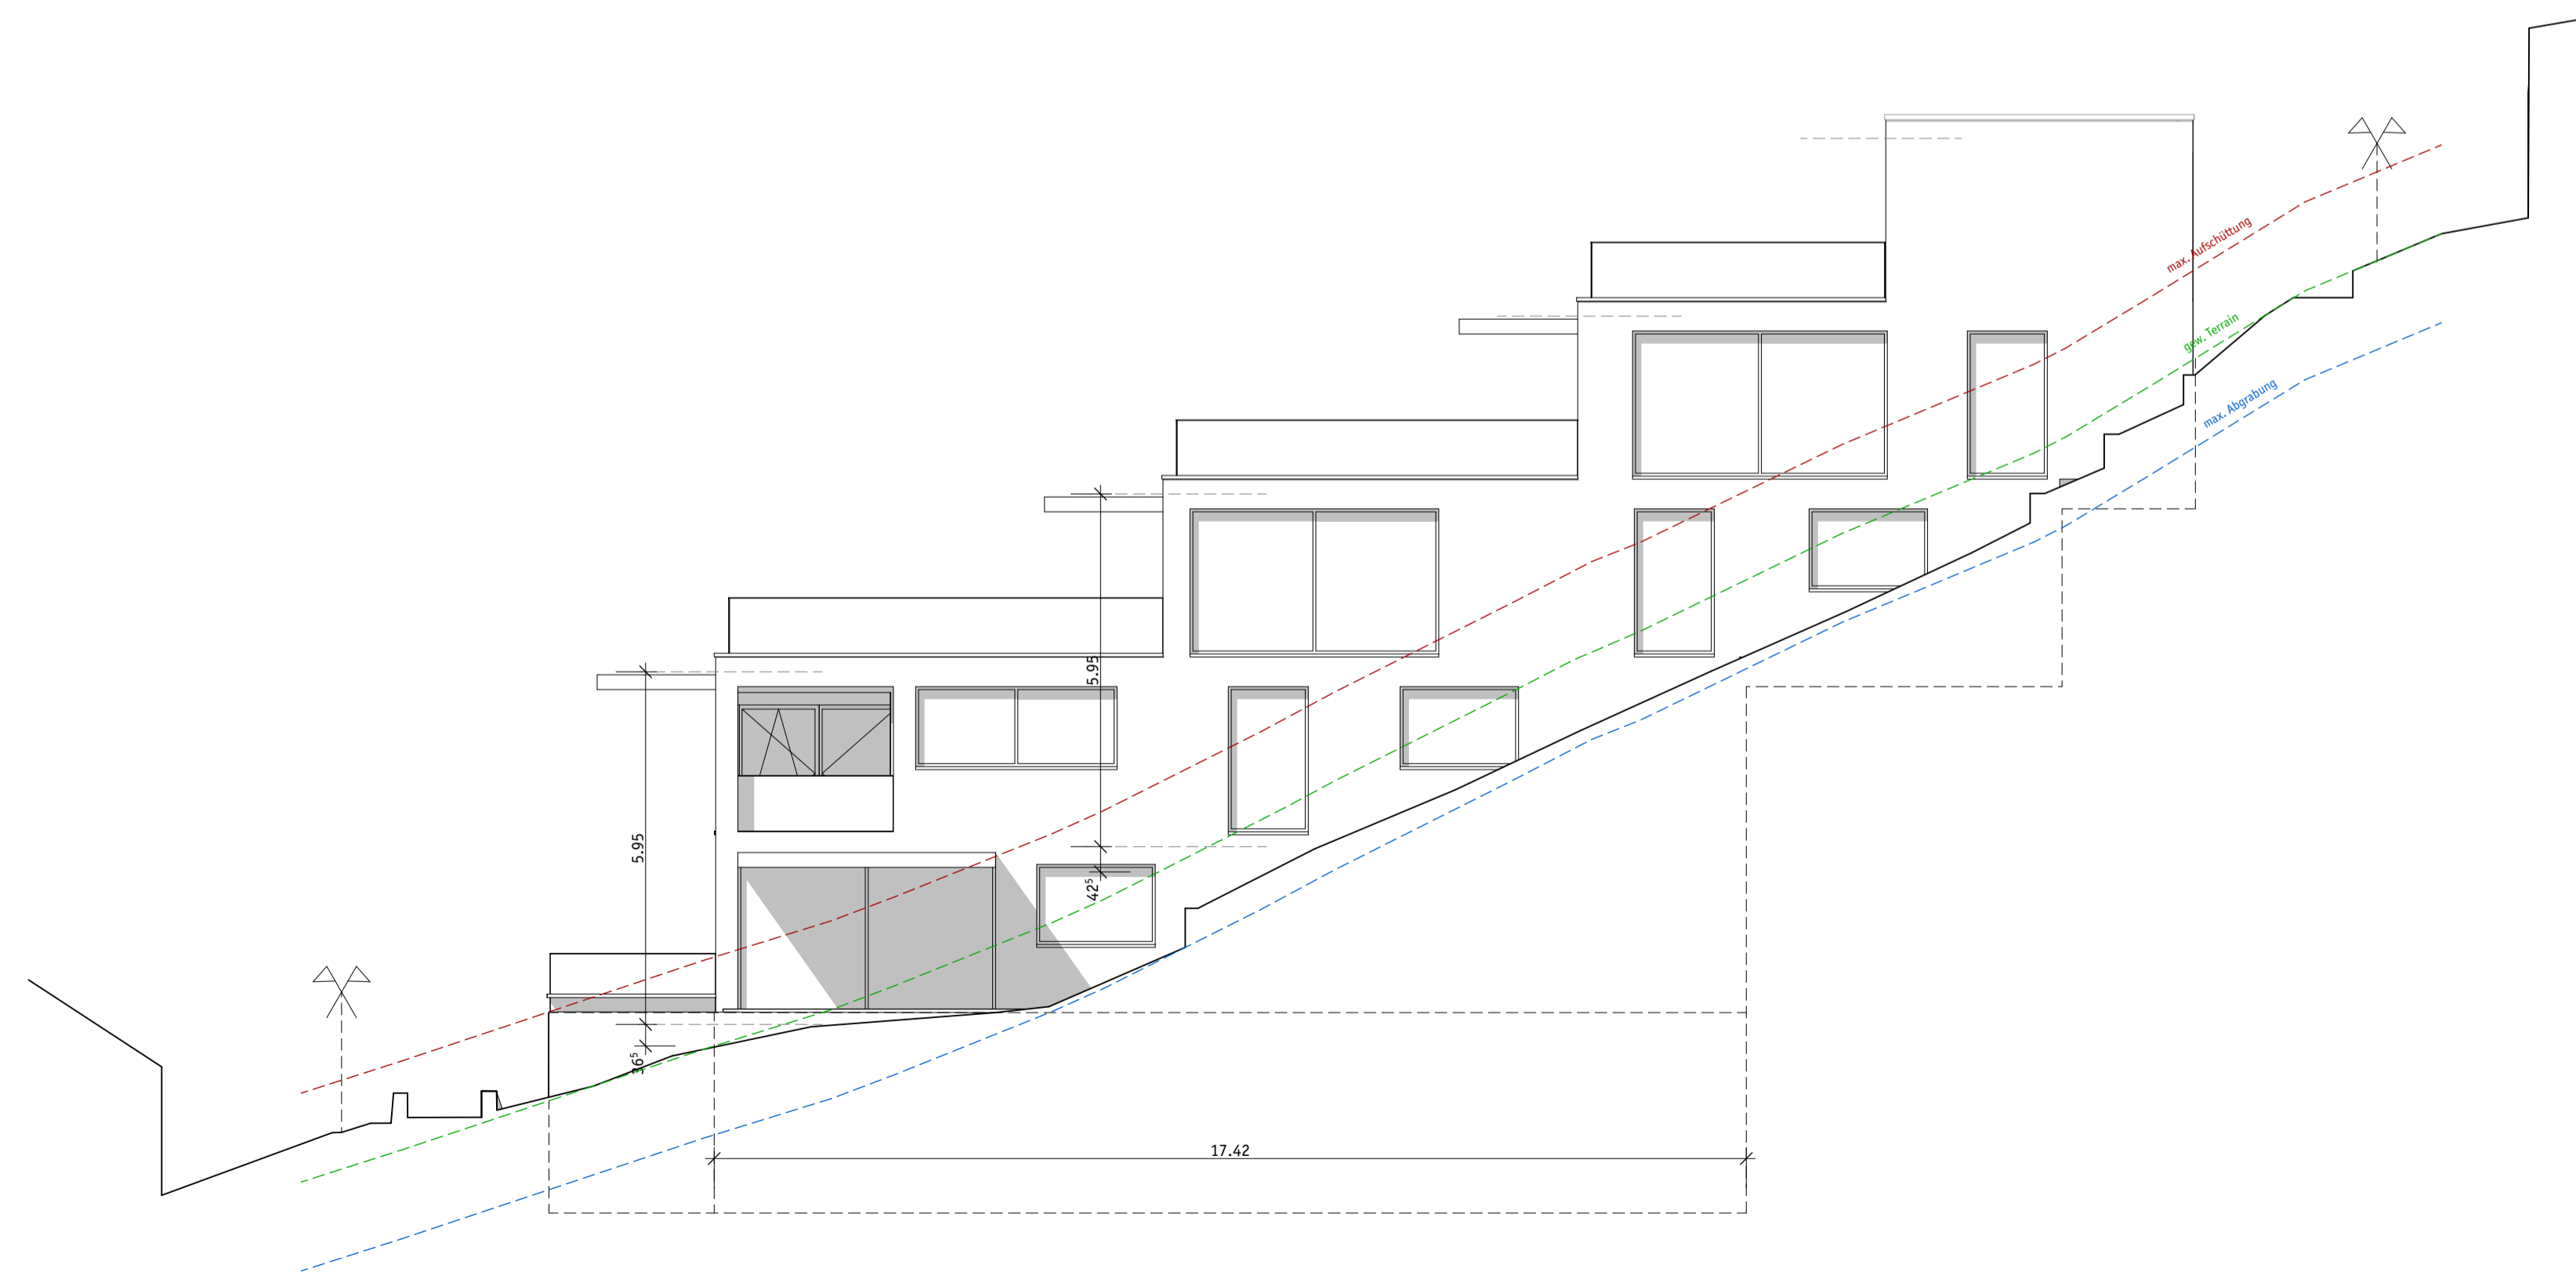 max. Aufschüttung
gew. Terrain
max. Abgrabung
5.95
42⁵
5.95
36⁵
17.42